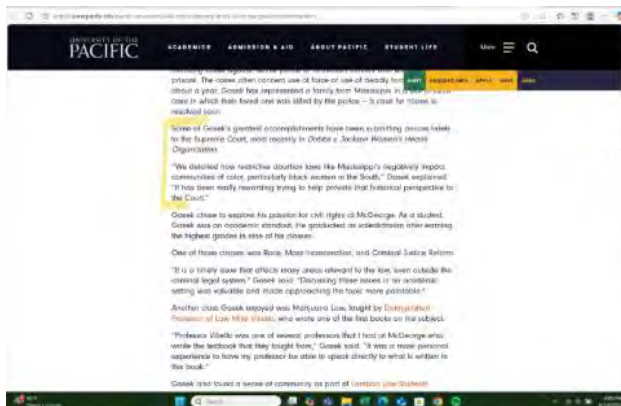 UNIVERSITY OF THE
PACIFIC
ACADEMICS ADMISSION & AID ABOUT PACIFIC STUDENT LIFE
More
prisons. The cases often concern use of force or use of deadly
about a year, Gosek has represented a family from Mississippi in a
case in which their loved one was killed by the police – a case he hopes is
resolved soon.
Some of Gosek's greatest accomplishments have been submitting amicus briefs
to the Supreme Court, most recently in Dobbs v. Jackson Women's Health
Organization.
"We detailed how restrictive abortion laws like Mississippi's negatively impact
communities of color, particularly black women in the South," Gosek explained.
"It has been really rewarding trying to help provide that historical perspective to
the Court."
Gosek chose to explore his passion for civil rights at McGeorge. As a student,
Gosek was an academic standout. He graduated as valedictorian after earning
the highest grades in nine of his classes.
One of those classes was Race, Mass Incarceration, and Criminal Justice Reform.
"It is a timely issue that affects many areas relevant to the law, even outside the
criminal legal system," Gosek said. "Discussing these issues in an academic
setting was valuable and made approaching the topic more palatable."
Another class Gosek enjoyed was Marijuana Law, taught by Distinguished
Professor of Law Mike Vitiello, who wrote one of the first books on the subject.
"Professor Vitiello was one of several professors that I had at McGeorge who
wrote the textbook that they taught from," Gosek said. "It was a more personal
experience to have my professor be able to speak directly to what is written in
the book."
Gosek also found a sense of community as part of Lambda Law Students
Search